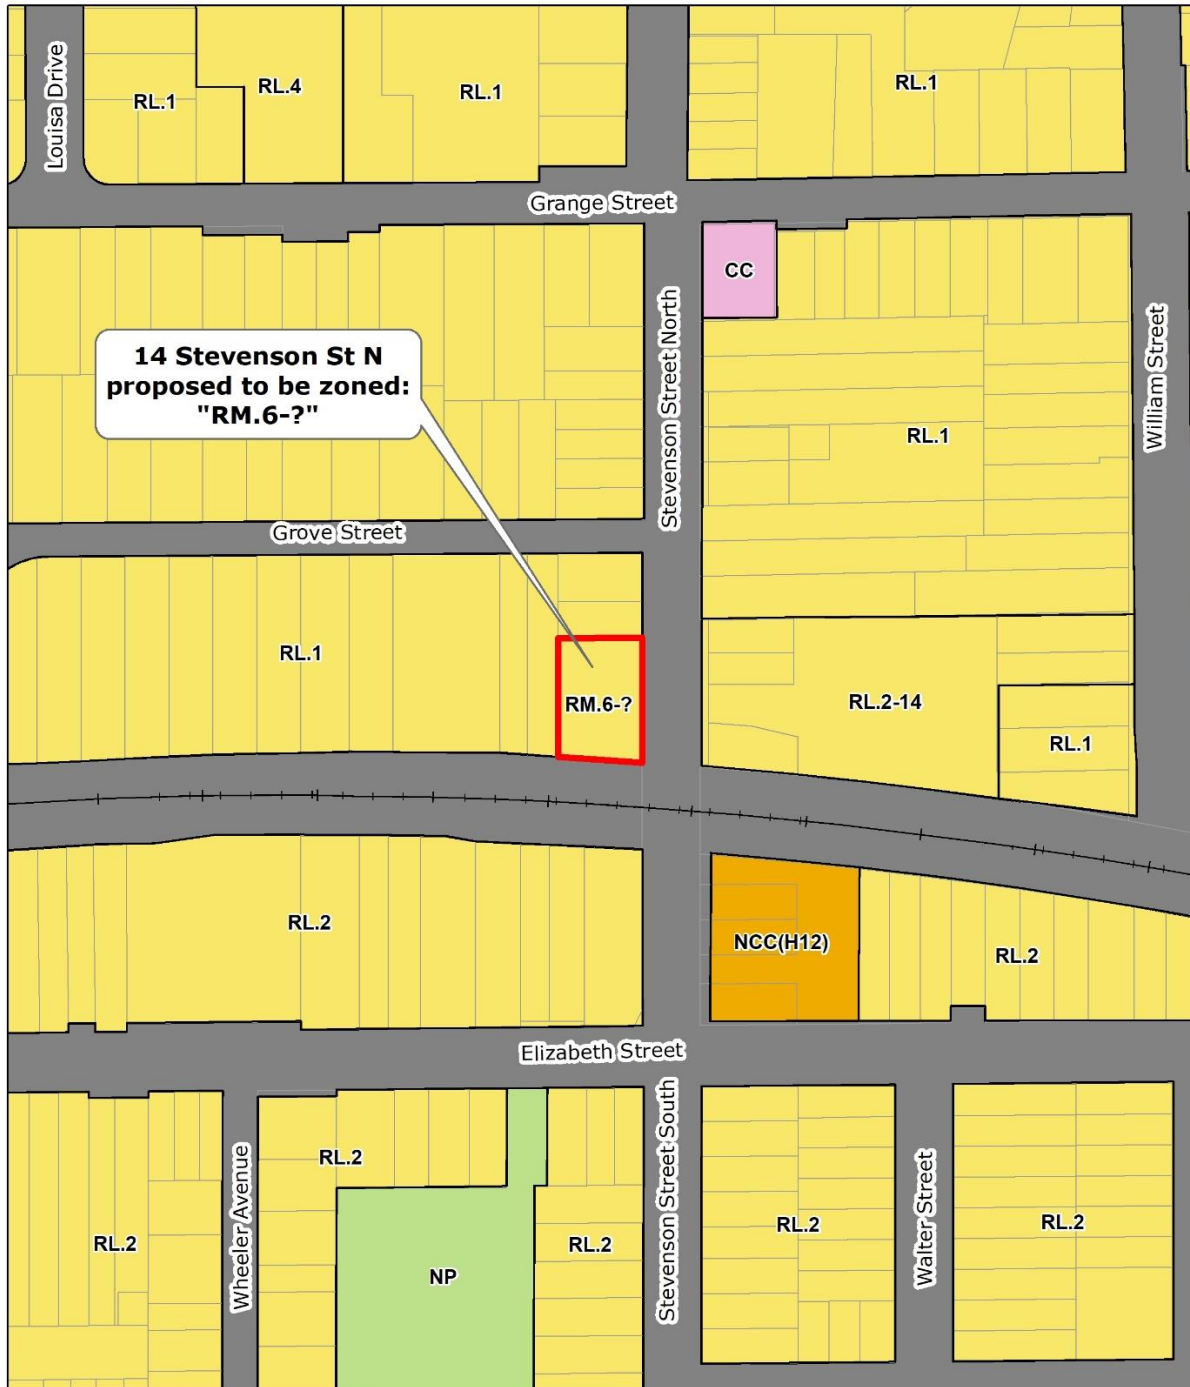 Louisa Drive
RL.1
RL.4
RL.1
RL.1
Grange Street
CC
Stevenson Street North
William Street
14 Stevenson St N
proposed to be zoned:
"RM.6-?"
RL.1
Grove Street
RL.1
RM.6-?
RL.2-14
RL.1
RL.2
NCC(H12)
RL.2
Elizabeth Street
Wheeler Avenue
RL.2
Stevenson Street South
Walter Street
RL.2
NP
RL.2
RL.2
RL.2